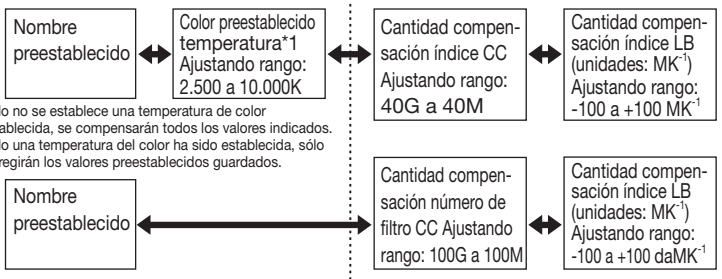 Nombre
preestablecido
Color preestablecido
temperatura*1
Ajustando rango:
2.500 a 10.000K
Cantidad compen-
sación índice CC
Ajustando rango:
40G a 40M
Cantidad compen-
sación índice LB
(unidades: MK-1)
Ajustando rango:
-100 a +100 MK-1
do no se establece una temperatura de color
ablecida, se compensarán todos los valores indicados.
do una temperatura del color ha sido establecida, sólo
regirán los valores preestablecidos guardados.
Nombre
preestablecido
Cantidad compen-
sación número de
filtro CC Ajustando
rango: 100G a 100M
Cantidad compen-
sación índice LB
(unidades: MK-1)
Ajustando rango:
-100 a +100 daMK-1